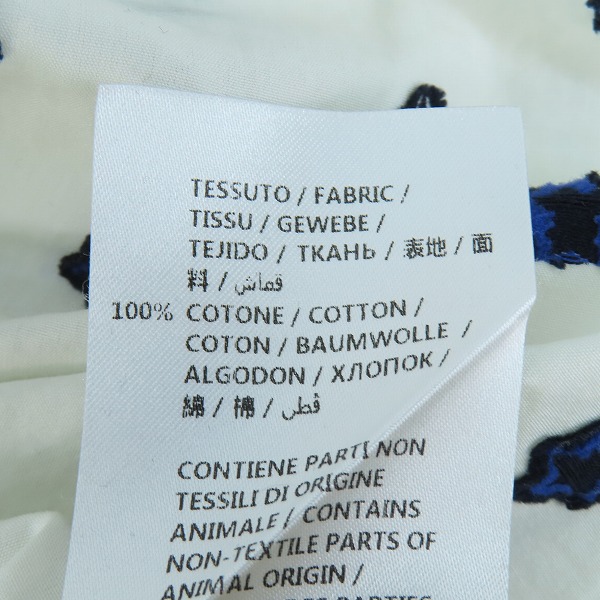 TESSUTO / FABRIC /
TISSU / GEWEBE /
TEJIDO / ТКАНЬ / 表地 / 面
料 / قماش /
100% COTONE / COTTON /
COTON / BAUMWOLLE /
ALGODON / ХЛОПОК /
綿 / 棉 / قطن /
CONTIENE PARTI NON
TESSILI DI ORIGINE
ANIMALE / CONTAINS
NON-TEXTILE PARTS OF
ANIMAL ORIGIN /